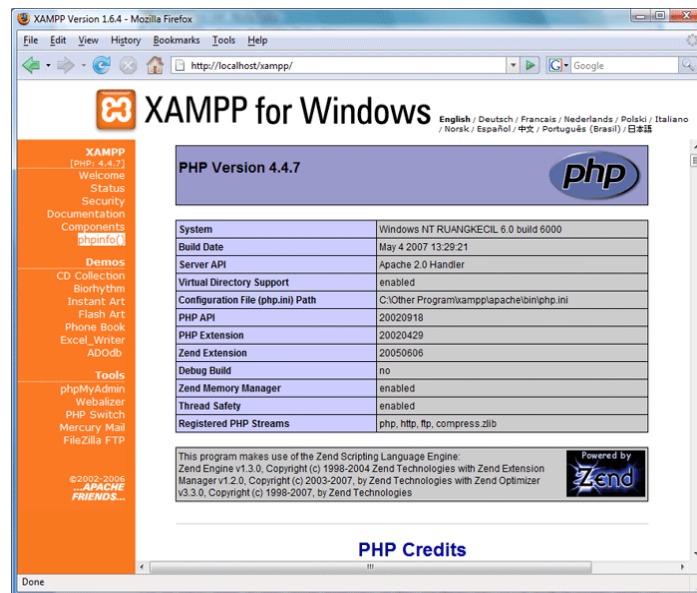 XAMPP Version 1.6.4 - Mozilla Firefox
File Edit View History Bookmarks Tools Help
http://localhost/xampp/
Google
XAMPP for Windows
English / Deutsch / Francais / Nederlands / Polski / Italiano
/ Norsk / Español / 中文 / Português (Brasil) / 日本語
XAMPP
[PHP: 4.4.7]
Welcome
Status
Security
Documentation
Components
phpinfo()
Demos
CD Collection
Biorhythm
Instant Art
Flash Art
Phone Book
Excel_Writer
ADOdb
Tools
phpMyAdmin
Webalizer
PHP Switch
Mercury Mail
FileZilla FTP
©2002-2006
...APACHE
FRIENDS...
PHP Version 4.4.7
php
System Windows NT RUANGKECIL 6.0 build 6000
Build Date May 4 2007 13:29:21
Server API Apache 2.0 Handler
Virtual Directory Support enabled
Configuration File (php.ini) Path C:\Other Program\xampp\apache\bin\php.ini
PHP API 20020918
PHP Extension 20020429
Zend Extension 20050606
Debug Build no
Zend Memory Manager enabled
Thread Safety enabled
Registered PHP Streams php, http, ftp, compress.zlib
This program makes use of the Zend Scripting Language Engine:
Zend Engine v1.3.0, Copyright (c) 1998-2004 Zend Technologies with Zend Extension
Manager v1.2.0, Copyright (c) 2003-2007, by Zend Technologies with Zend Optimizer
v3.3.0, Copyright (c) 1998-2007, by Zend Technologies
Powered by
Zend
PHP Credits
Done